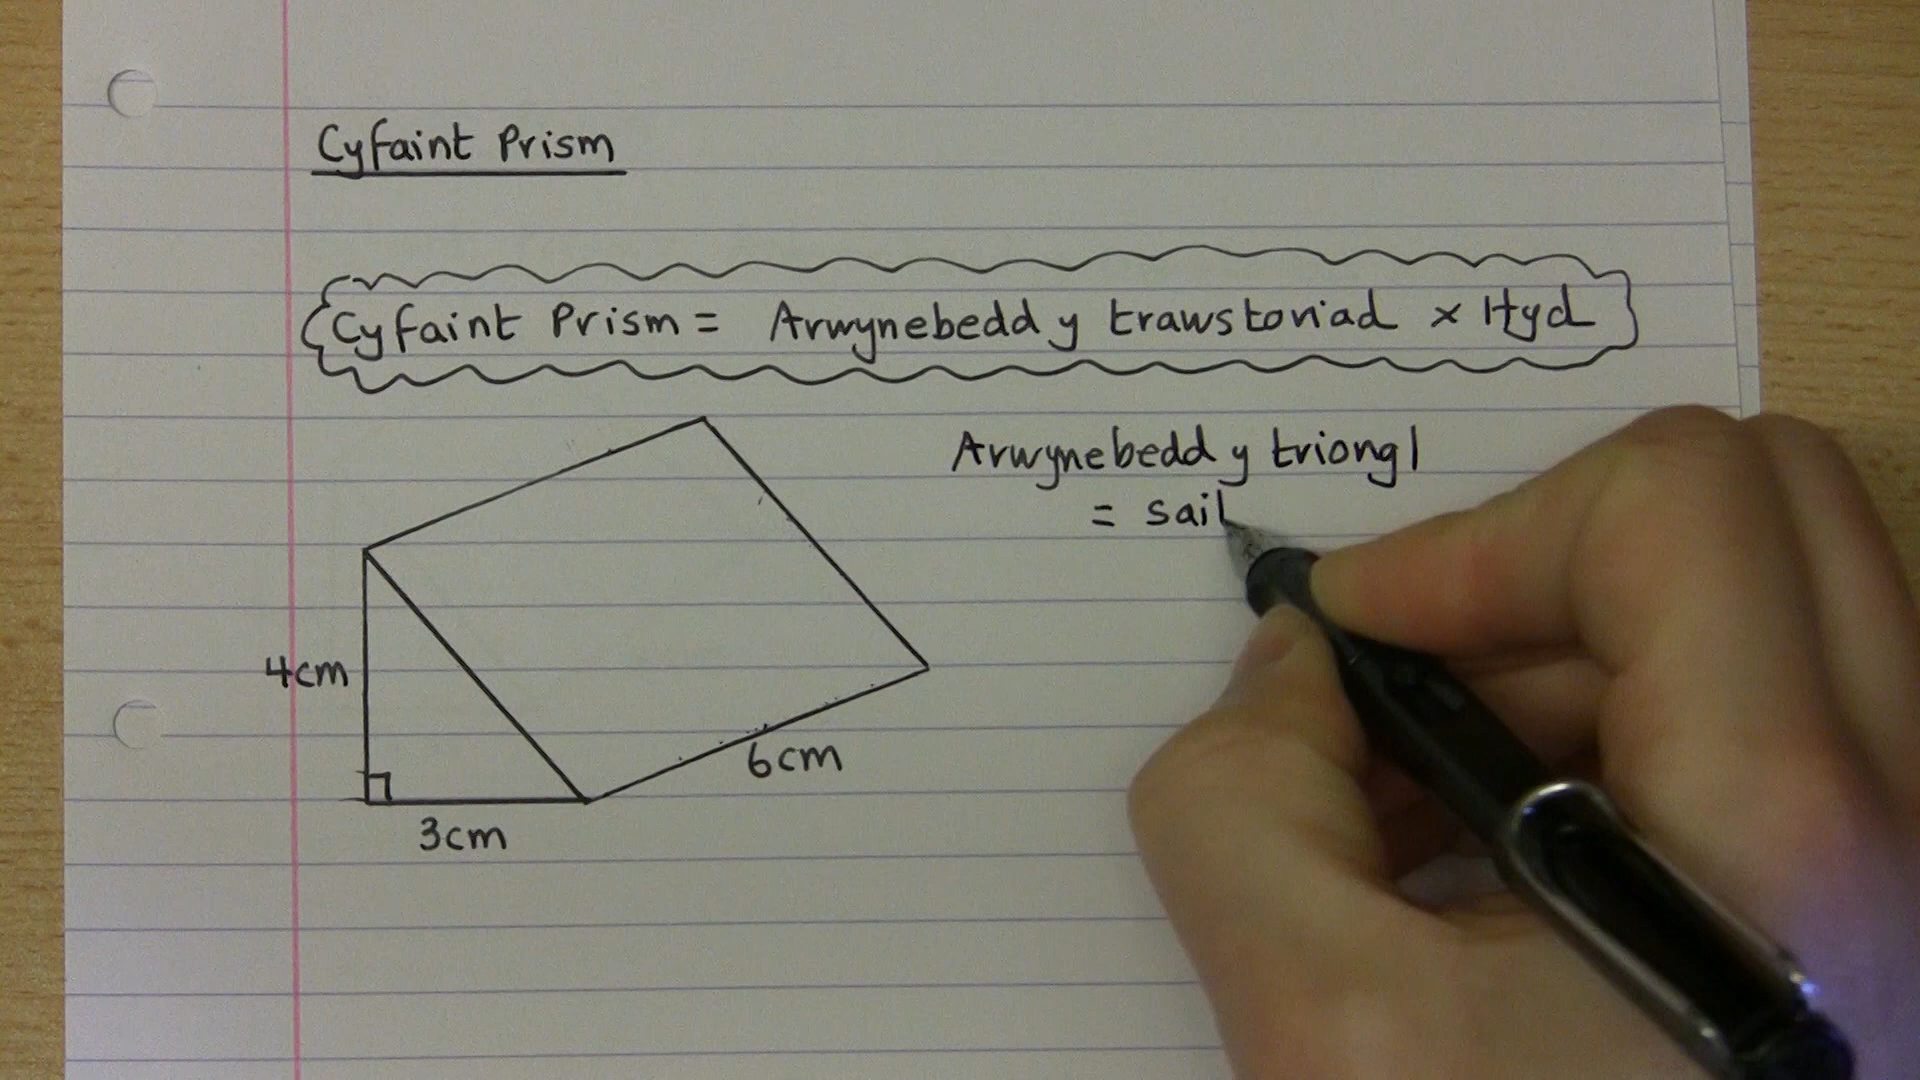 Cyfaint Prism
Cyfaint Prism = Arwynebedd y trawstoriad × Hyd
Arwynebedd y triongl
= sail
4cm
6cm
3cm